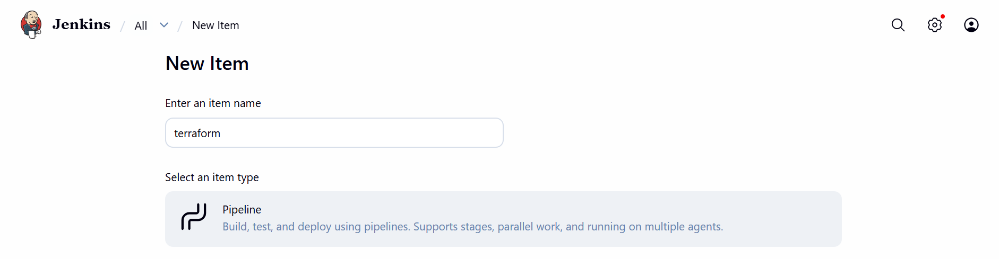 Jenkins / All / New Item
New Item
Enter an item name
terraform
Select an item type
Pipeline
Build, test, and deploy using pipelines. Supports stages, parallel work, and running on multiple agents.